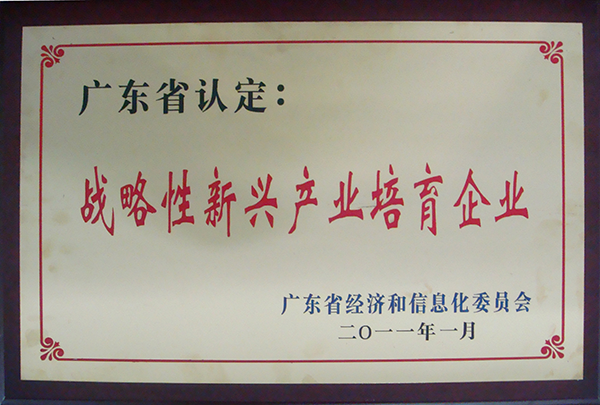 广东省认定：
战略性新兴产业培育企业
广东省经济和信息化委员会
二〇一一年一月